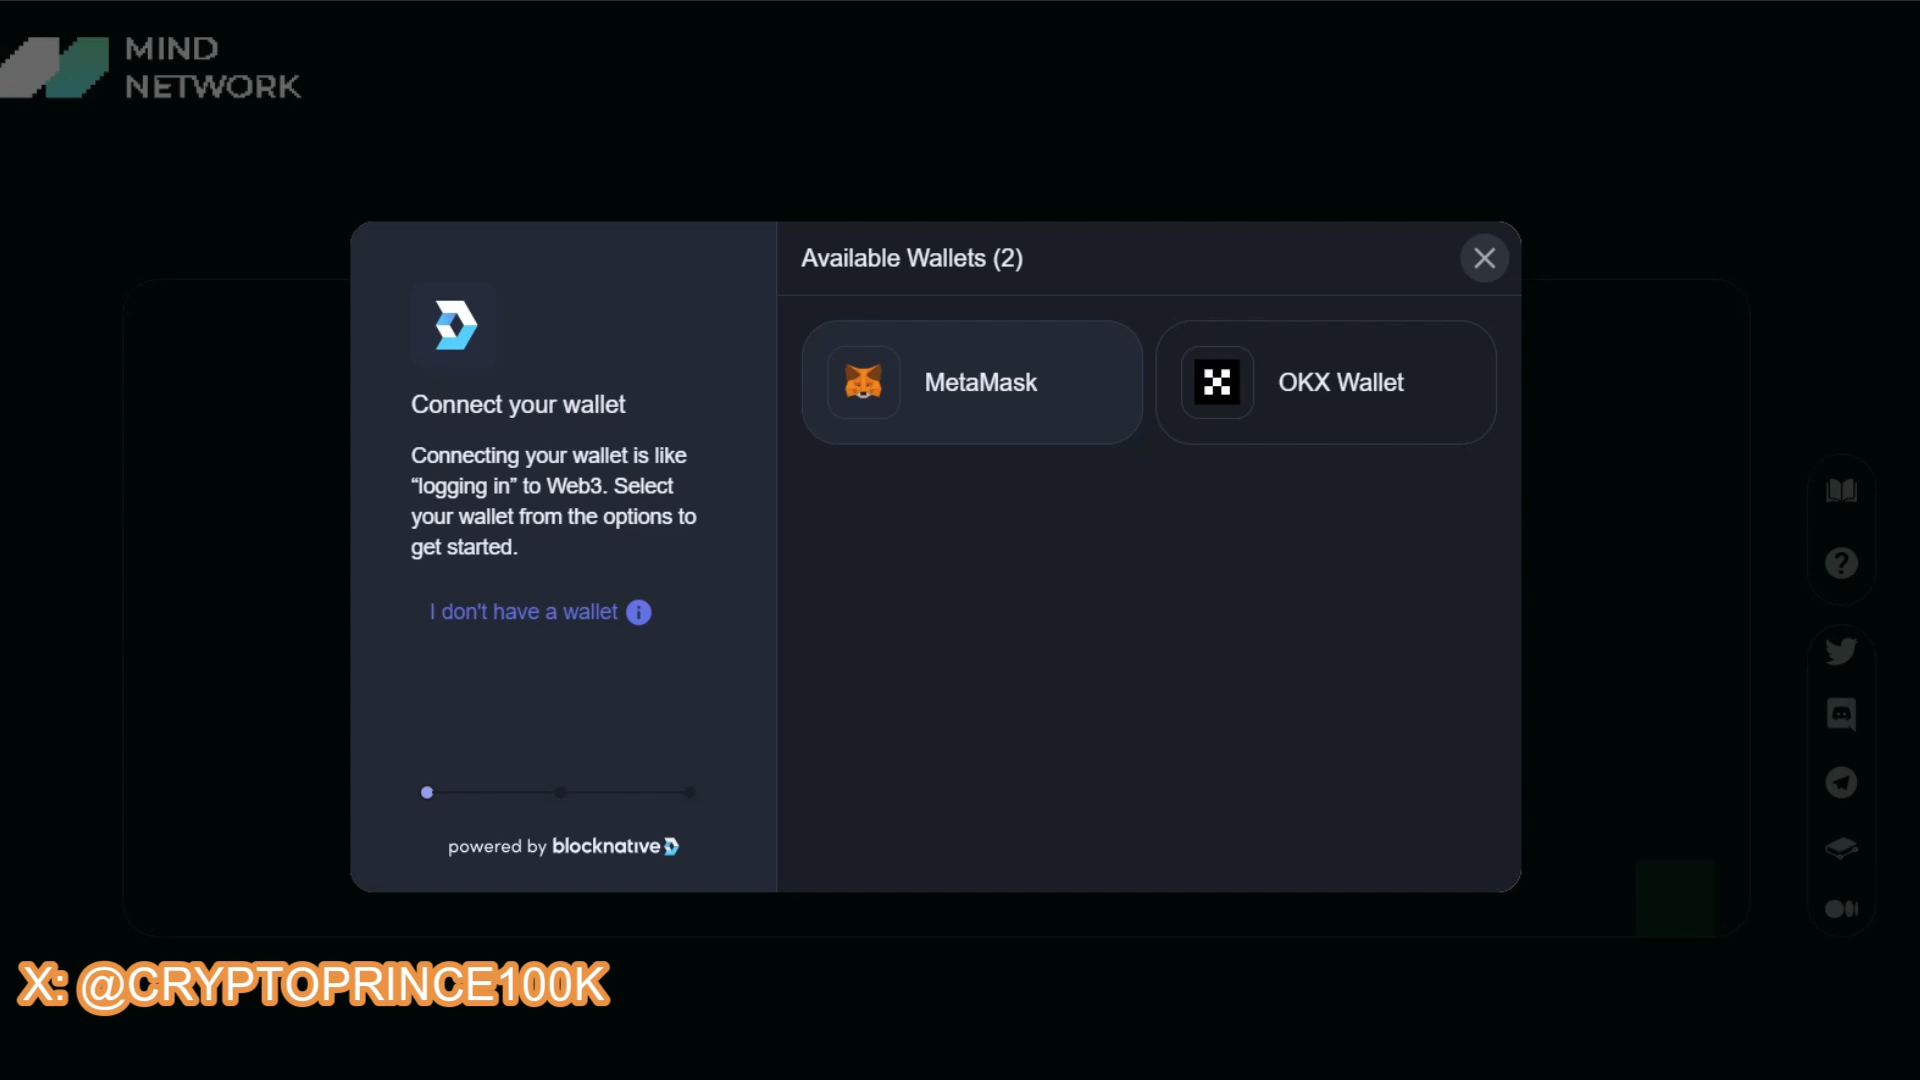 MIND
NETWORK
Available Wallets (2)
MetaMask
OKX Wallet
Connect your wallet
Connecting your wallet is like
“logging in” to Web3. Select
your wallet from the options to
get started.
I don't have a wallet
powered by blocknative
X: @CRYPTOPRINCE100K